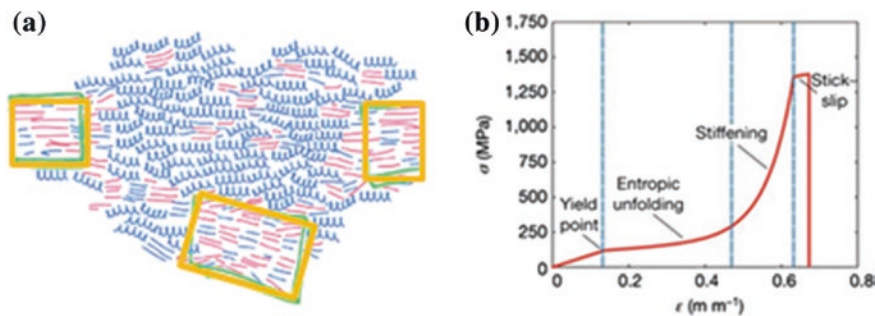 (a)
(b)
1,750
1,500
1,250
1,000
750
500
250
0
σ (MPa)
Stick–
slip
Stiffening
Entropic
unfolding
Yield
point
0 0.2 0.4 0.6 0.8
ε (m m⁻¹)